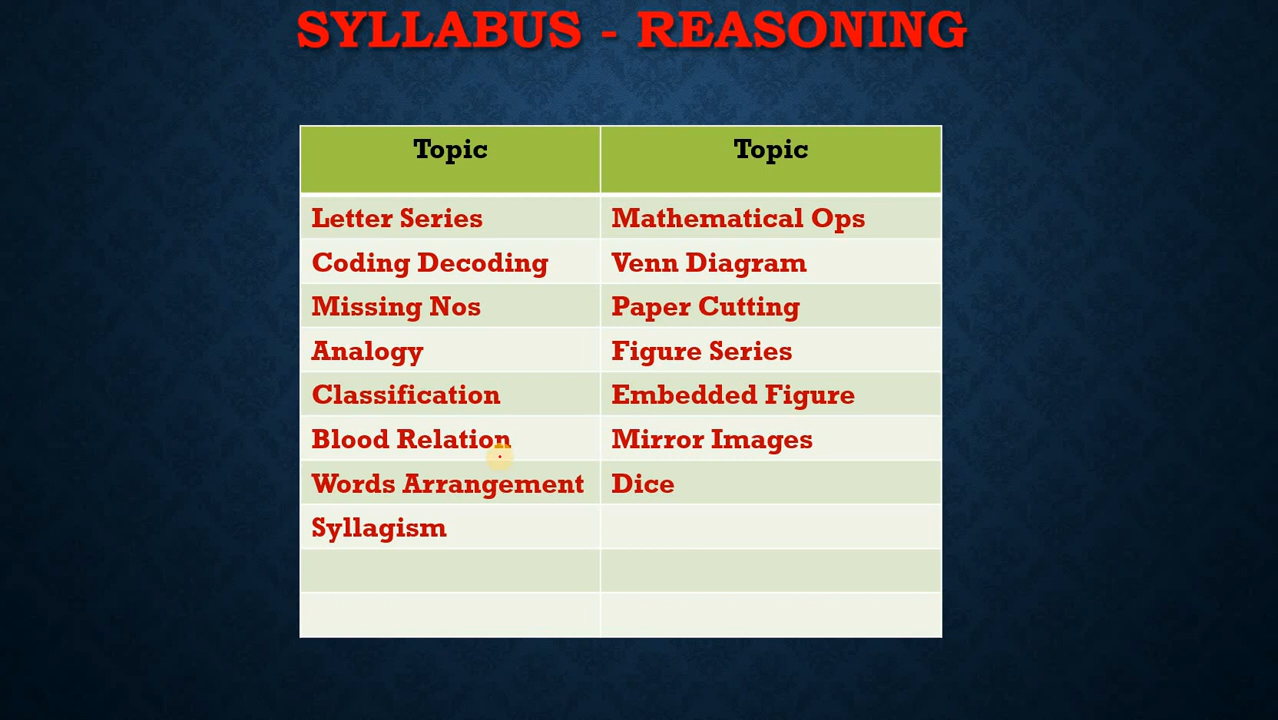 SYLLABUS - REASONING
Topic Topic
Letter Series Mathematical Ops
Coding Decoding Venn Diagram
Missing Nos Paper Cutting
Analogy Figure Series
Classification Embedded Figure
Blood Relation Mirror Images
Words Arrangement Dice
Syllagism